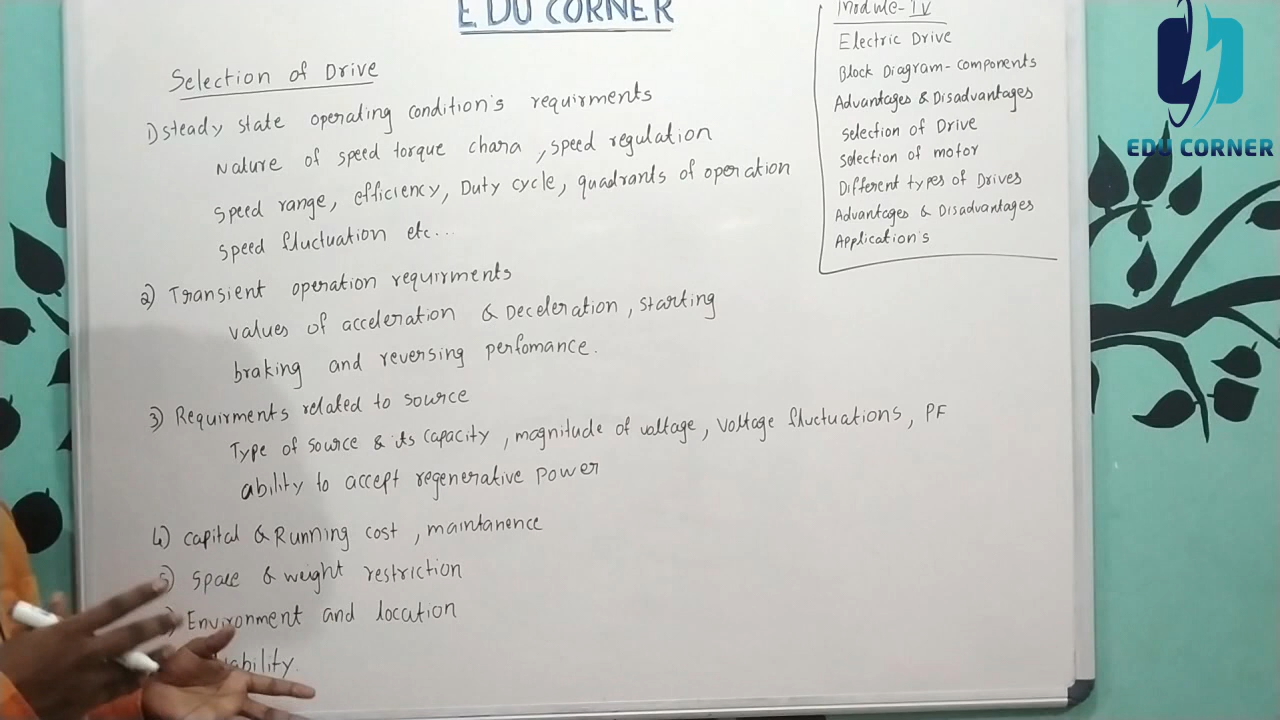 EDU CORNER
Selection of Drive
1) steady state operating condition's requirments
Nature of speed torque chara , speed regulation
speed range, efficiency, Duty cycle, quadrants of operation
speed fluctuation etc...
2) Transient operation requirments
values of acceleration & Deceleration, starting
braking and reversing perfomance.
3) Requirments related to source
Type of source & its capacity , magnitude of voltage, voltage fluctuations, PF
ability to accept regenerative power
4) capital & Running cost , maintanence
5) space & weight restriction
Environment and location
Module-IV
Electric Drive
Block Diagram - components
Advantages & Disadvantages
selection of Drive
selection of motor
Different types of Drives
Advantages & Disadvantages
Application's
EDU CORNER